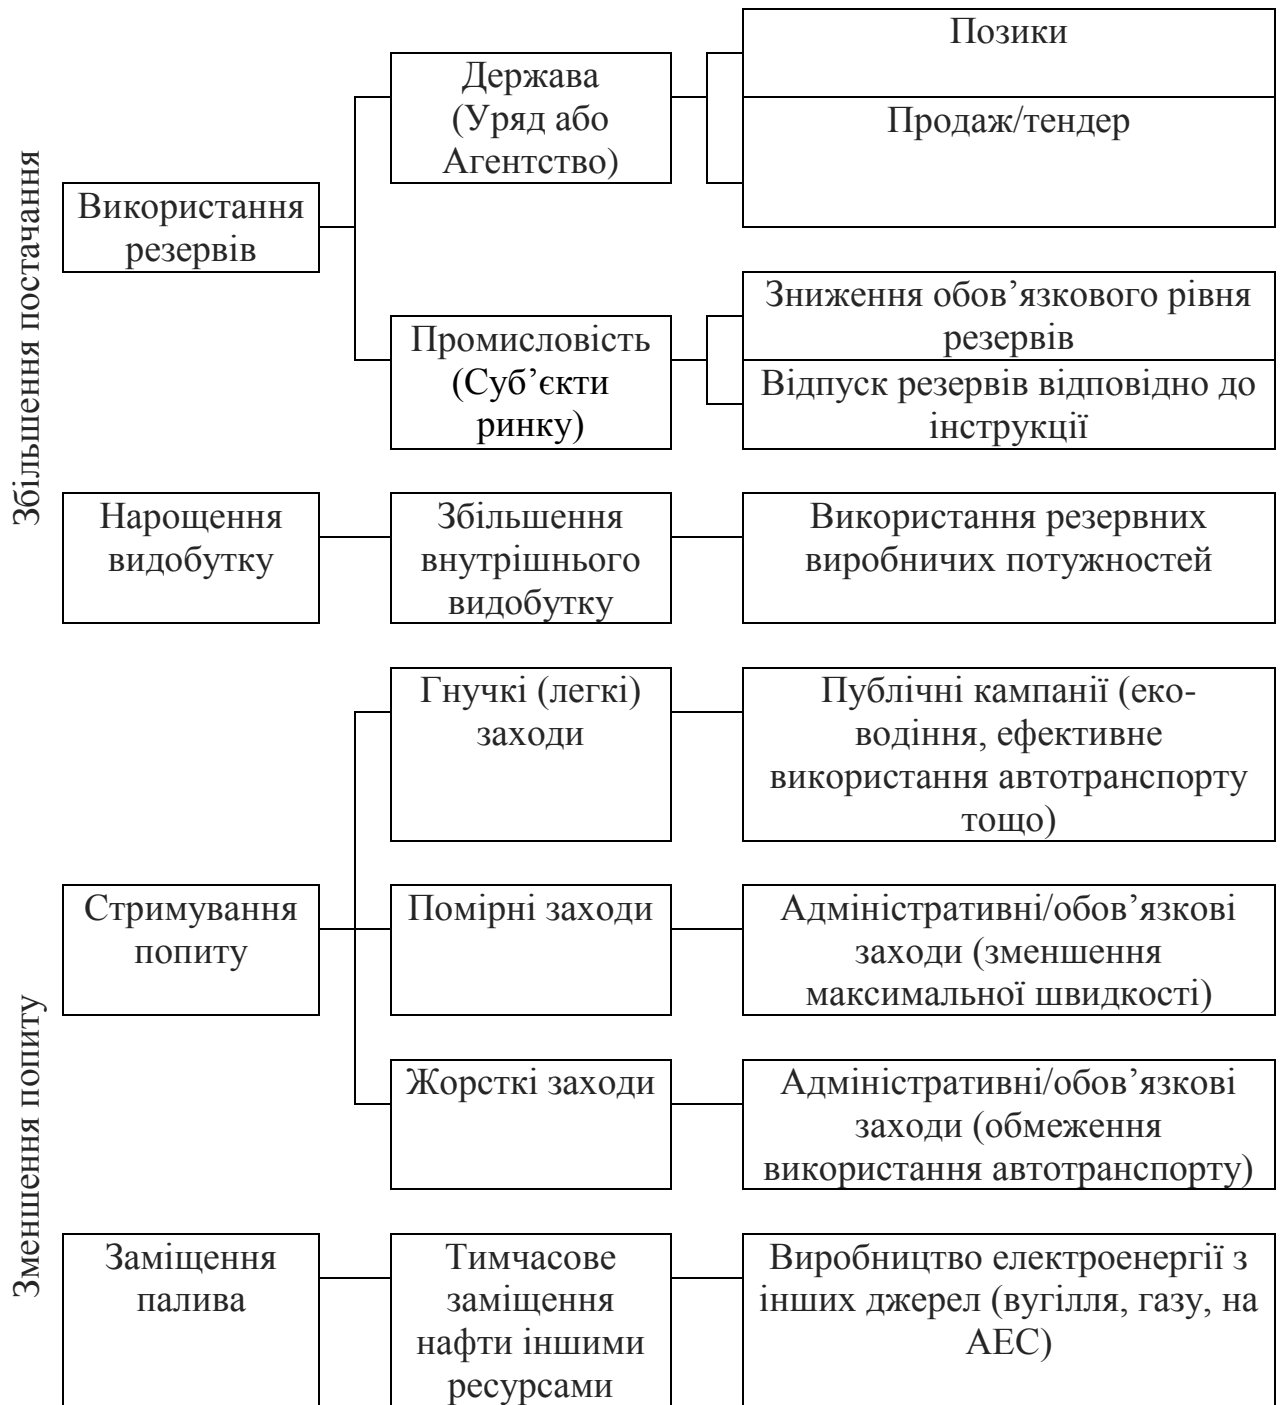 Збільшення постачання
Використання
резервів
Держава
(Уряд або
Агентство)
Позики
Продаж/тендер
Промисловість
(Суб’єкти
ринку)
Зниження обов’язкового рівня
резервів
Відпуск резервів відповідно до
інструкції
Нарощення
видобутку
Збільшення
внутрішнього
видобутку
Використання резервних
виробничих потужностей
Зменшення попиту
Стримування
попиту
Гнучкі (легкі)
заходи
Публічні кампанії (еко-
водіння, ефективне
використання автотранспорту
тощо)
Помірні заходи
Адміністративні/обов’язкові
заходи (зменшення
максимальної швидкості)
Жорсткі заходи
Адміністративні/обов’язкові
заходи (обмеження
використання автотранспорту)
Заміщення
палива
Тимчасове
заміщення
нафти іншими
ресурсами
Виробництво електроенергії з
інших джерел (вугілля, газу, на
АЕС)